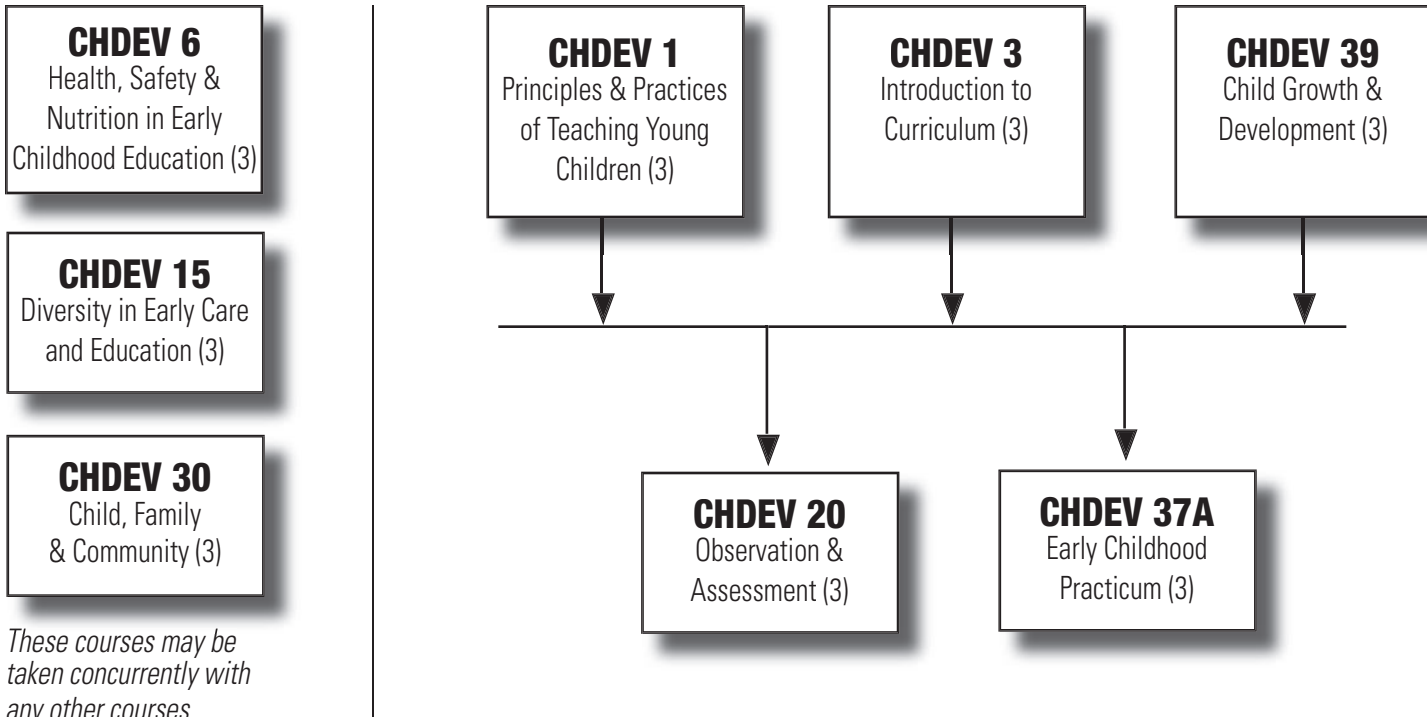 CHDEV 6
Health, Safety &
Nutrition in Early
Childhood Education (3)
CHDEV 15
Diversity in Early Care
and Education (3)
CHDEV 30
Child, Family
& Community (3)
These courses may be
taken concurrently with
any other courses
CHDEV 1
Principles & Practices
of Teaching Young
Children (3)
CHDEV 3
Introduction to
Curriculum (3)
CHDEV 39
Child Growth &
Development (3)
CHDEV 20
Observation &
Assessment (3)
CHDEV 37A
Early Childhood
Practicum (3)